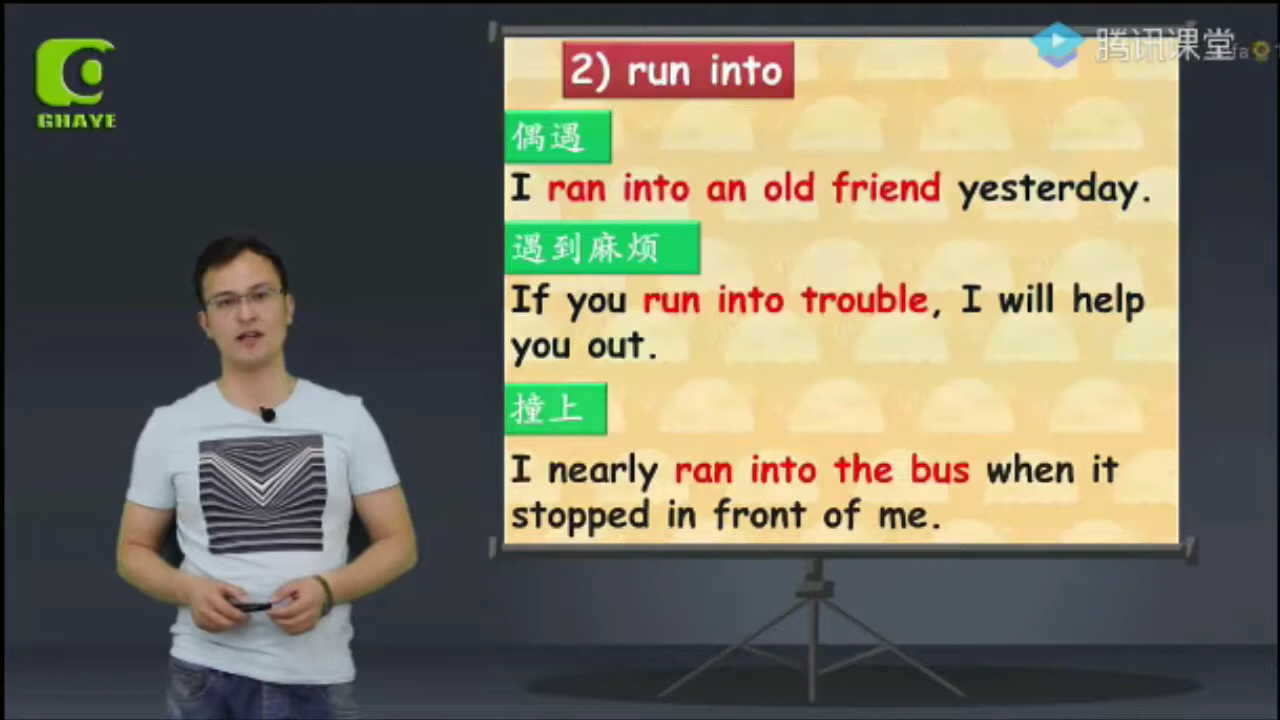 GHAYE
腾讯课堂
2) run into
偶遇
I ran into an old friend yesterday.
遇到麻烦
If you run into trouble, I will help
you out.
撞上
I nearly ran into the bus when it
stopped in front of me.